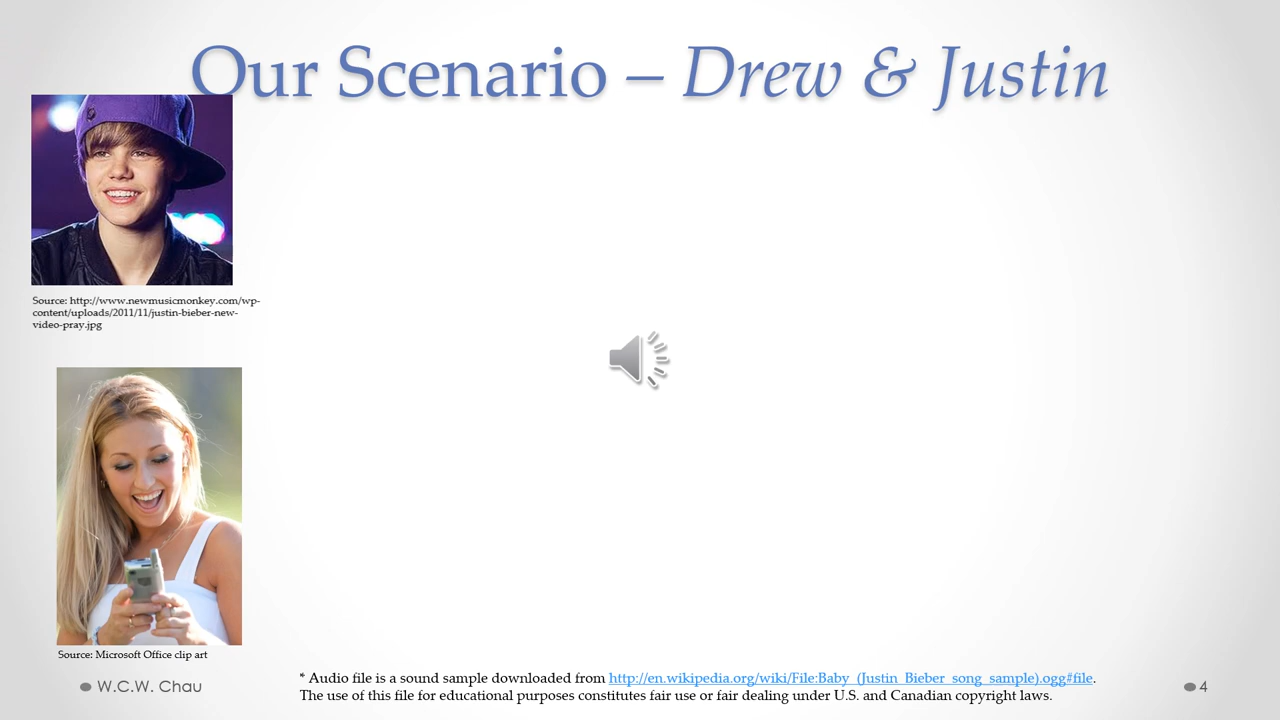 Our Scenario – Drew & Justin
Source: http://www.newmusicmonkey.com/wp-
content/uploads/2011/11/justin-bieber-new-
video-pray.jpg
Source: Microsoft Office clip art
W.C.W. Chau
* Audio file is a sound sample downloaded from http://en.wikipedia.org/wiki/File:Baby_(Justin_Bieber_song_sample).ogg#file.
The use of this file for educational purposes constitutes fair use or fair dealing under U.S. and Canadian copyright laws.
4